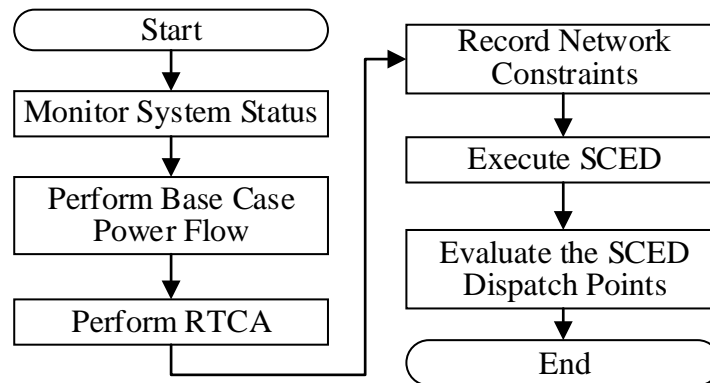 Start
Monitor System Status
Perform Base Case
Power Flow
Perform RTCA
Record Network
Constraints
Execute SCED
Evaluate the SCED
Dispatch Points
End